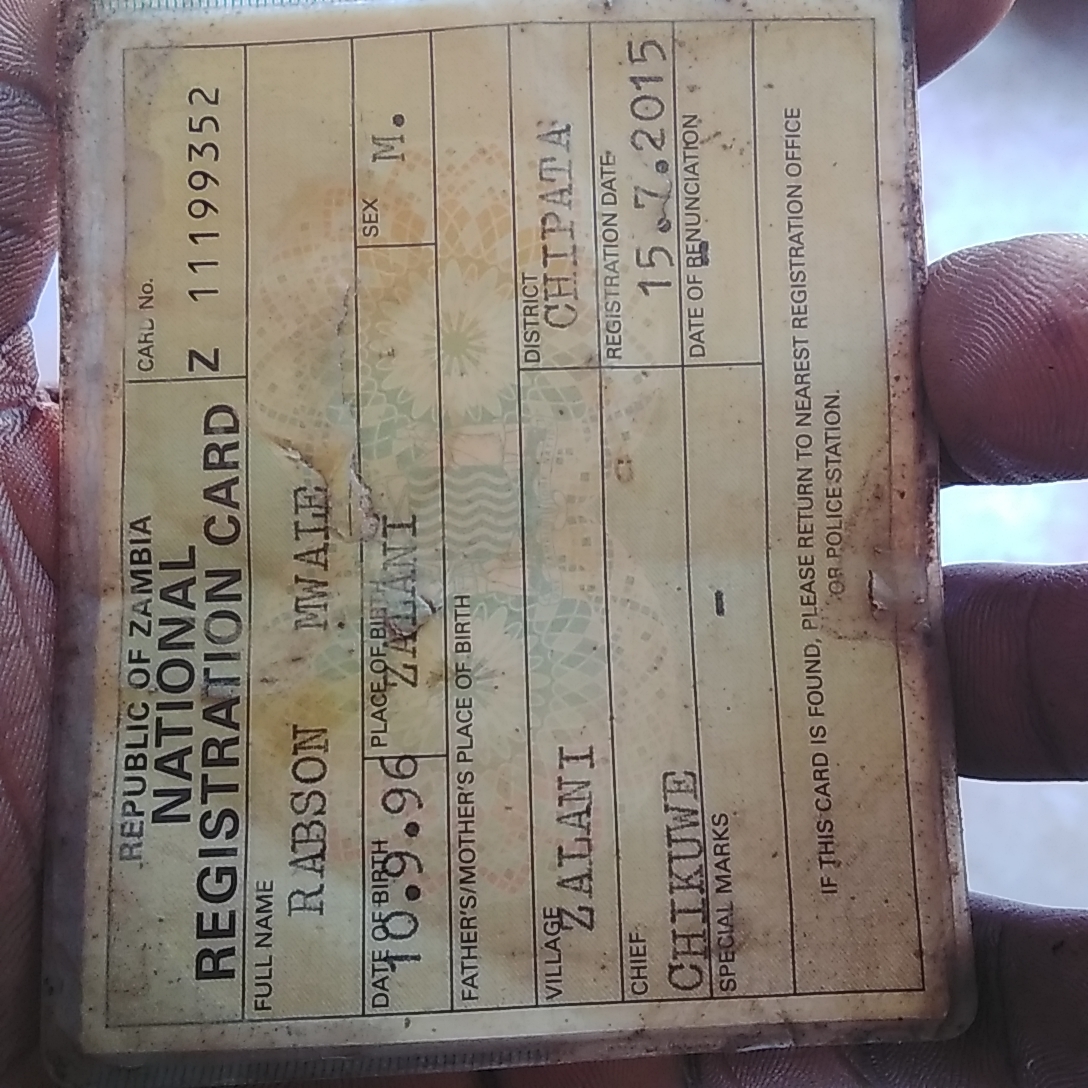 REPUBLIC OF ZAMBIA
NATIONAL
REGISTRATION CARD
CARD No.
Z 11199352
FULL NAME
RABSON MWALE
DATE OF BIRTH
10.9.96
PLACE OF BIRTH
ZALANI
SEX
M.
FATHER'S/MOTHER'S PLACE OF BIRTH
VILLAGE
ZALANI
DISTRICT
CHIPATA
CHIEF
CHIKUWE
REGISTRATION DATE
15.7.2015
SPECIAL MARKS
-
DATE OF RENUNCIATION
IF THIS CARD IS FOUND, PLEASE RETURN TO NEAREST REGISTRATION OFFICE
OR POLICE STATION.